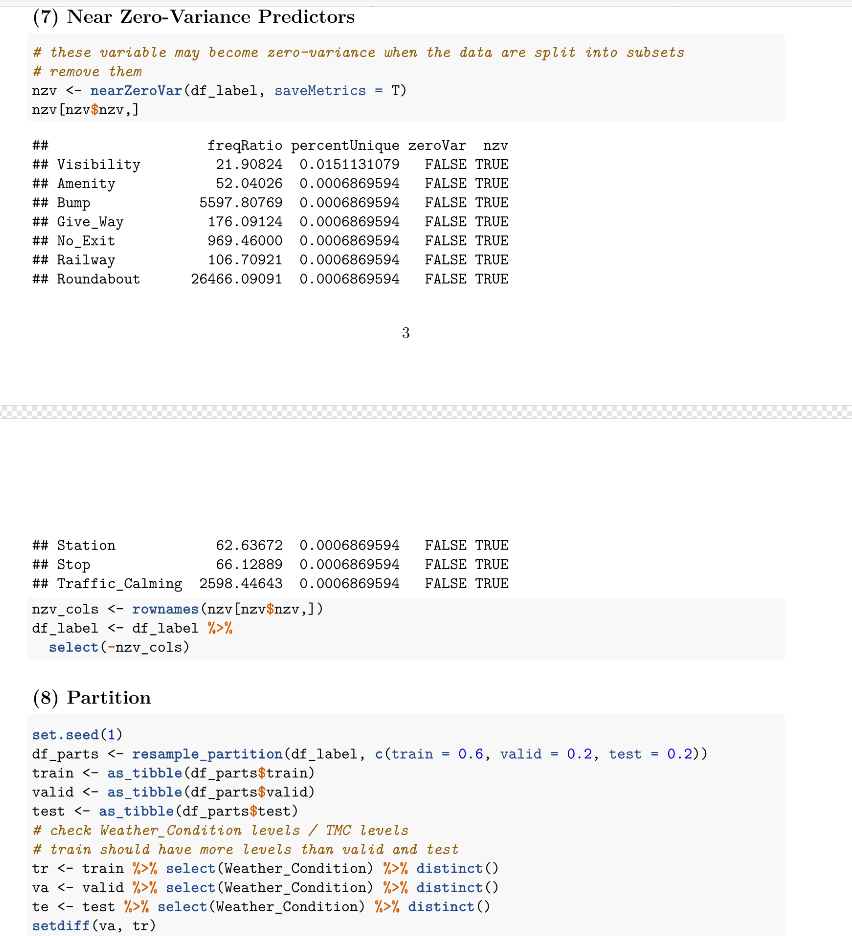 (7) Near Zero-Variance Predictors
# these variable may become zero-variance when the data are split into subsets
# remove them
nzv <- nearZeroVar(df_label, saveMetrics = T)
nzv[nzv$nzv,]
## freqRatio percentUnique zeroVar nzv
## Visibility 21.90824 0.0151131079 FALSE TRUE
## Amenity 52.04026 0.0006869594 FALSE TRUE
## Bump 5597.80769 0.0006869594 FALSE TRUE
## Give_Way 176.09124 0.0006869594 FALSE TRUE
## No_Exit 969.46000 0.0006869594 FALSE TRUE
## Railway 106.70921 0.0006869594 FALSE TRUE
## Roundabout 26466.09091 0.0006869594 FALSE TRUE
3
## Station 62.63672 0.0006869594 FALSE TRUE
## Stop 66.12889 0.0006869594 FALSE TRUE
## Traffic_Calming 2598.44643 0.0006869594 FALSE TRUE
nzv_cols <- rownames(nzv[nzv$nzv,])
df_label <- df_label %>%
select(-nzv_cols)
(8) Partition
set.seed(1)
df_parts <- resample_partition(df_label, c(train = 0.6, valid = 0.2, test = 0.2))
train <- as_tibble(df_parts$train)
valid <- as_tibble(df_parts$valid)
test <- as_tibble(df_parts$test)
# check Weather_Condition levels / TMC levels
# train should have more levels than valid and test
tr <- train %>% select(Weather_Condition) %>% distinct()
va <- valid %>% select(Weather_Condition) %>% distinct()
te <- test %>% select(Weather_Condition) %>% distinct()
setdiff(va, tr)